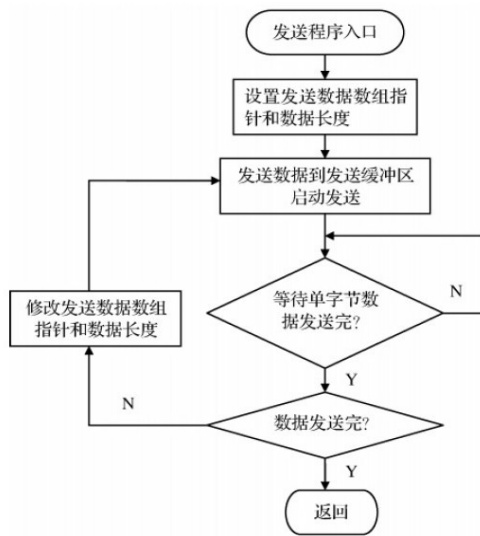 发送程序入口
设置发送数据数组指
针和数据长度
发送数据到发送缓冲区
启动发送
等待单字节数
据发送完?
N
修改发送数据数组
指针和数据长度
Y
N
数据发送完?
Y
返回